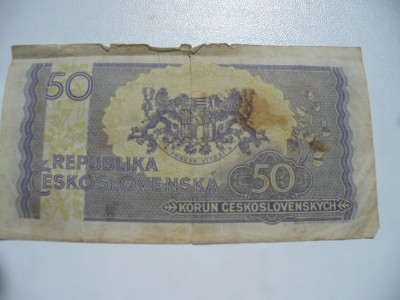 50
REPUBLIKA
ČESKOSLOVENSKÁ
50
KORUN ČESKOSLOVENSKÝCH